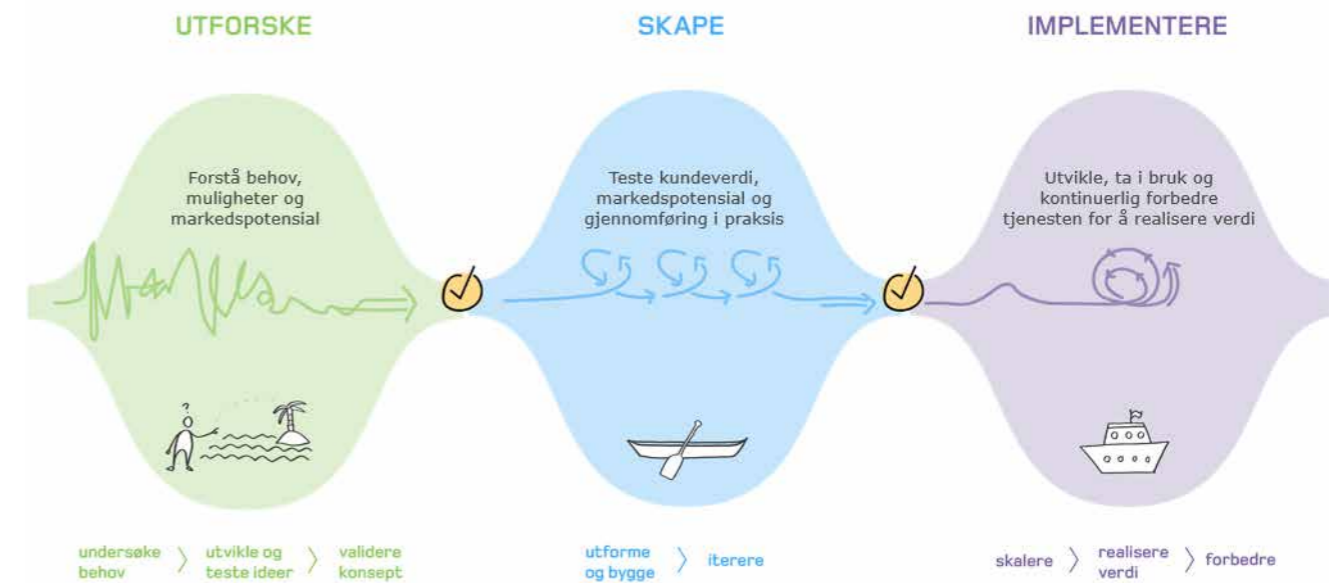 UTFORSKE
SKAPE
IMPLEMENTERE
Forstå behov,
muligheter og
markedspotensial
Teste kundeverdi,
markedspotensial og
gjennomføring i praksis
Utvikle, ta i bruk og
kontinuerlig forbedre
tjenesten for å realisere verdi
?
undersøke
behov
utvikle og
teste ideer
validere
konsept
utforme
og bygge
iterere
skalere
realisere
verdi
forbedre